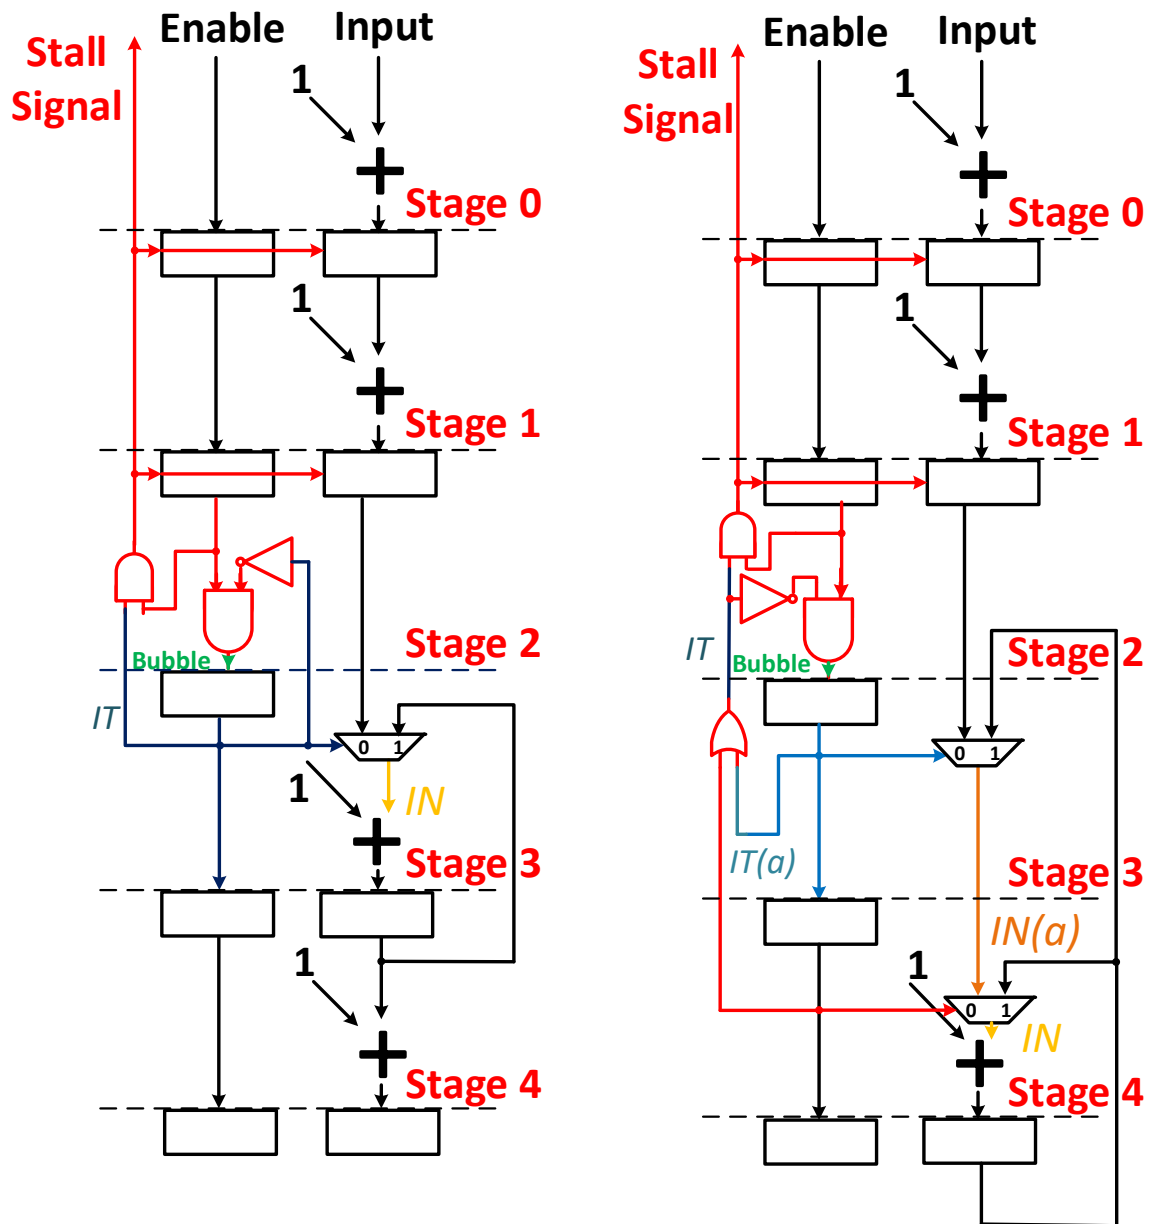 Enable Input
Stall
Signal
1
Stage 0
1
Stage 1
Stage 2
Bubble
IT
0 1
1
IN
Stage 3
1
Stage 4
Enable Input
Stall
Signal
1
Stage 0
1
Stage 1
IT
Stage 2
Bubble
0 1
IT(a)
Stage 3
IN(a)
1
0 1
IN
Stage 4